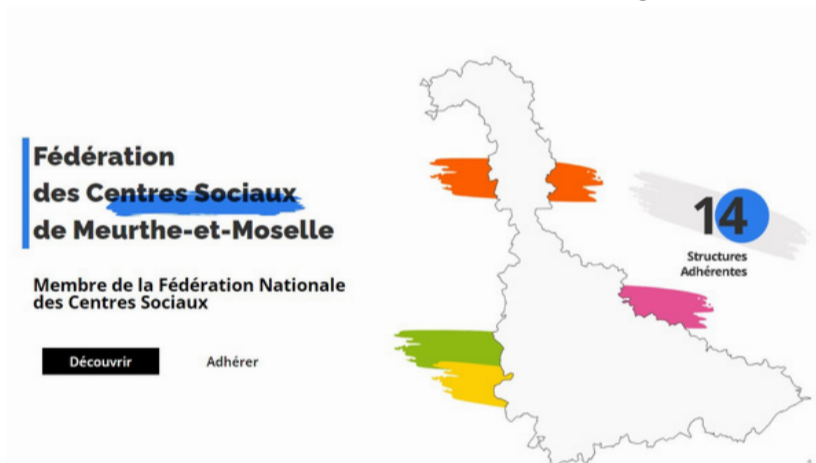 Fédération
des Centres Sociaux
de Meurthe-et-Moselle
Membre de la Fédération Nationale
des Centres Sociaux
Découvrir
Adhérer
14
Structures
Adhérentes